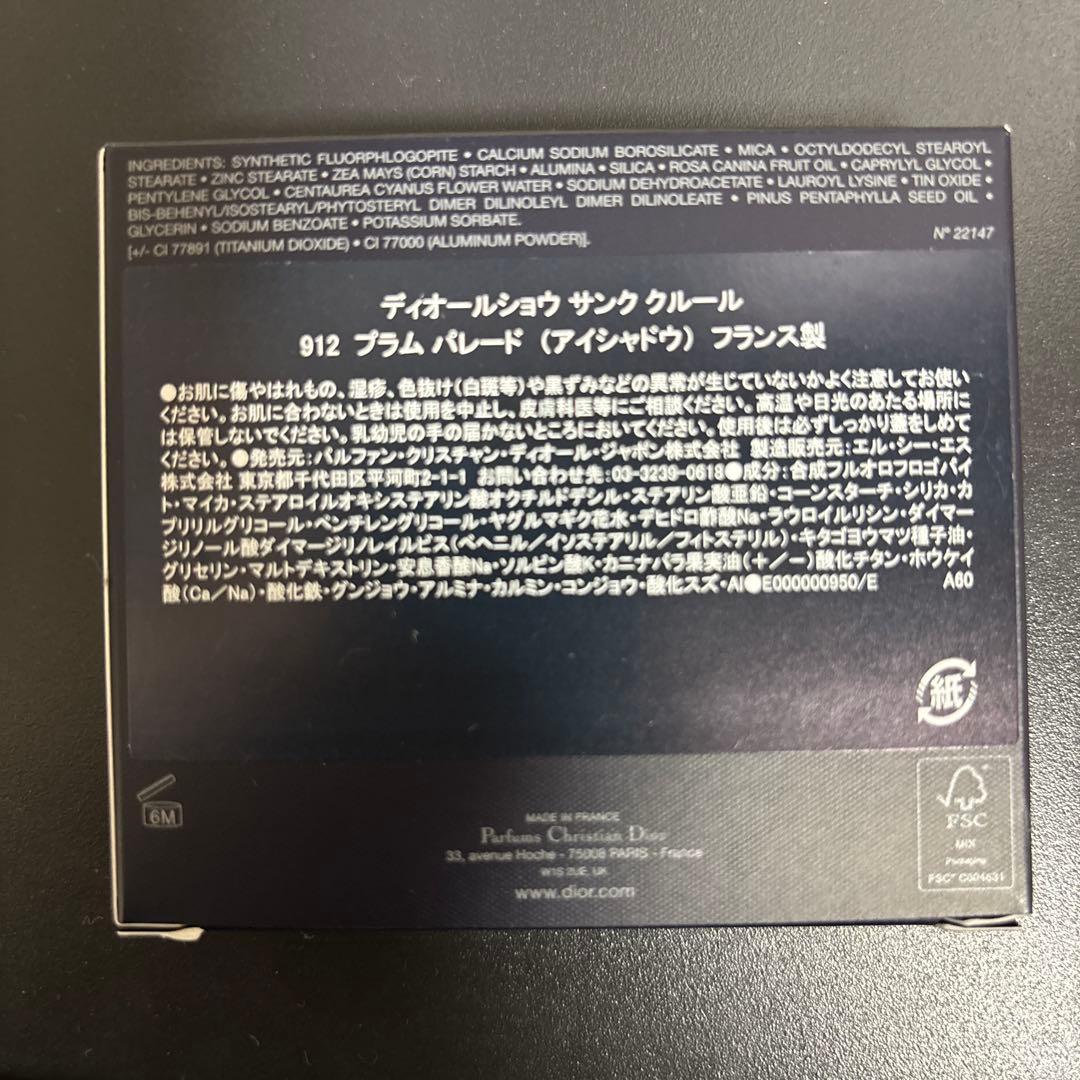 INGREDIENTS: SYNTHETIC FLUORPHLOGOPITE • CALCIUM SODIUM BOROSILICATE • MICA • OCTYLDODECYL STEAROYL
STEARATE • ZINC STEARATE • ZEA MAYS (CORN) STARCH • ALUMINA • SILICA • ROSA CANINA FRUIT OIL • CAPRYLYL GLYCOL •
PENTYLENE GLYCOL • CENTAUREA CYANUS FLOWER WATER • SODIUM DEHYDROACETATE • LAUROYL LYSINE • TIN OXIDE •
BIS-BEHENYL/ISOSTEARYL/PHYTOSTERYL DIMER DILINOLEYL DIMER DILINOLEATE • PINUS PENTAPHYLLA SEED OIL •
GLYCERIN • SODIUM BENZOATE • POTASSIUM SORBATE.
[+/- CI 77891 (TITANIUM DIOXIDE) • CI 77000 (ALUMINUM POWDER)].
N° 22147
ディオールショウ サンク クルール
912 プラム パレード (アイシャドウ) フランス製
●お肌に傷やはれもの、湿疹、色抜け(白斑等)や黒ずみなどの異常が生じていないかよく注意してお使い
ください。お肌に合わないときは使用を中止し、皮膚科医等にご相談ください。高温や日光のあたる場所に
は保管しないでください。乳幼児の手の届かないところにおいてください。使用後は必ずしっかり蓋をしめて
ください。●発売元:パルファン・クリスチャン・ディオール・ジャポン株式会社 製造販売元:エル・シー・エス
株式会社 東京都千代田区平河町2-1-1 お問い合わせ先:03-3239-0618●成分:合成フルオロフロゴパイ
ト・マイカ・ステアロイルオキシステアリン酸オクチルドデシル・ステアリン酸亜鉛・コーンスターチ・シリカ・カ
プリリルグリコール・ペンチレングリコール・ヤグルマギク花水・デヒドロ酢酸Na・ラウロイルリシン・ダイマー
ジリノール酸ダイマージリノレイルビス(ベヘニル/イソステアリル/フィトステリル)・キタゴヨウマツ種子油・
グリセリン・マルトデキストリン・安息香酸Na・ソルビン酸K・カニナバラ果実油(+/-)酸化チタン・ホウケイ
酸(Ca/Na)・酸化鉄・グンジョウ・アルミナ・カルミン・コンジョウ・酸化スズ・Al●E000000950/E A60
紙
6M
MADE IN FRANCE
Parfums Christian Dior
33, avenue Hoche - 75008 PARIS - France
W1S 2UE, UK
www.dior.com
FSC
MIX
Packaging
FSC® C004631